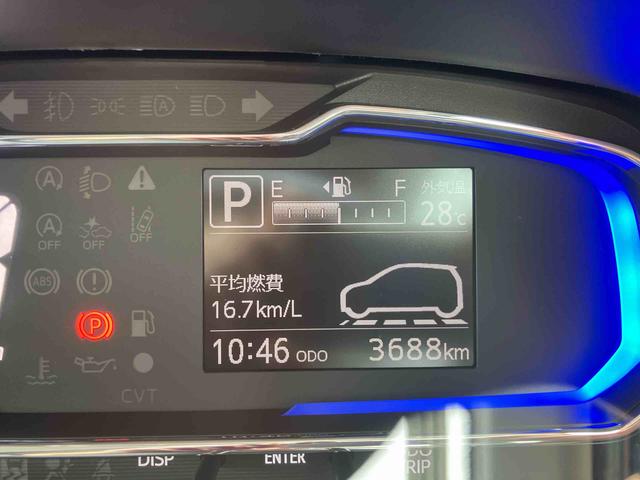 P E F 外気温
28℃
平均燃費
16.7km/L
10:46 ODO 3688km
A
A OFF OFF OFF
ABS
P
CVT
DISP ENTER
RIP